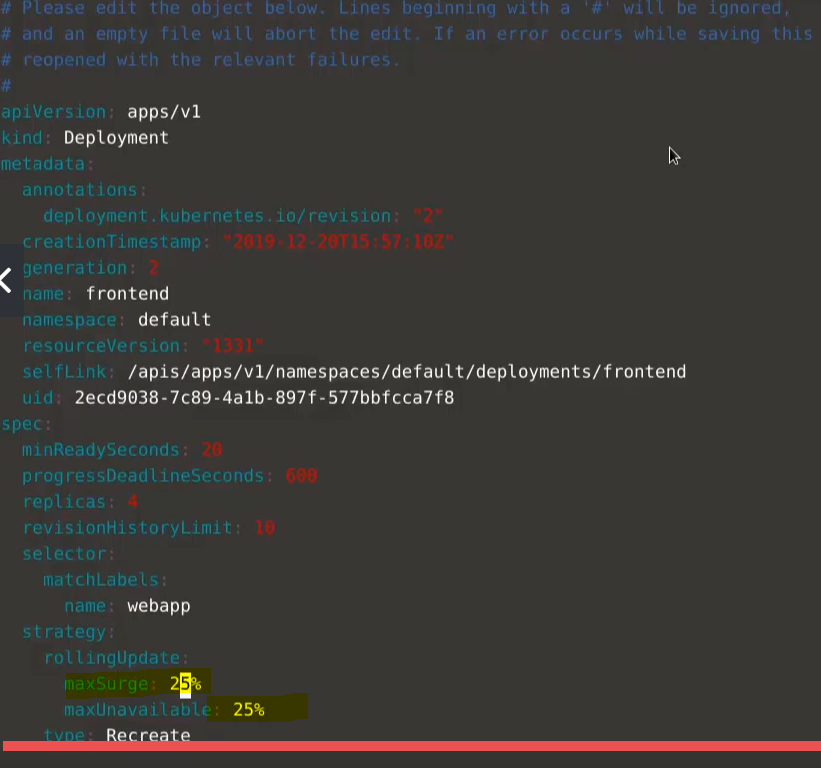 # Please edit the object below. Lines beginning with a '#' will be ignored,
# and an empty file will abort the edit. If an error occurs while saving this
# reopened with the relevant failures.
#
apiVersion: apps/v1
kind: Deployment
metadata:
  annotations:
    deployment.kubernetes.io/revision: "2"
  creationTimestamp: "2019-12-20T15:57:10Z"
  generation: 2
  name: frontend
  namespace: default
  resourceVersion: "1331"
  selfLink: /apis/apps/v1/namespaces/default/deployments/frontend
  uid: 2ecd9038-7c89-4a1b-897f-577bbfcca7f8
spec:
  minReadySeconds: 20
  progressDeadlineSeconds: 600
  replicas: 4
  revisionHistoryLimit: 10
  selector:
    matchLabels:
      name: webapp
  strategy:
    rollingUpdate:
      maxSurge: 25%
      maxUnavailable: 25%
    type: Recreate